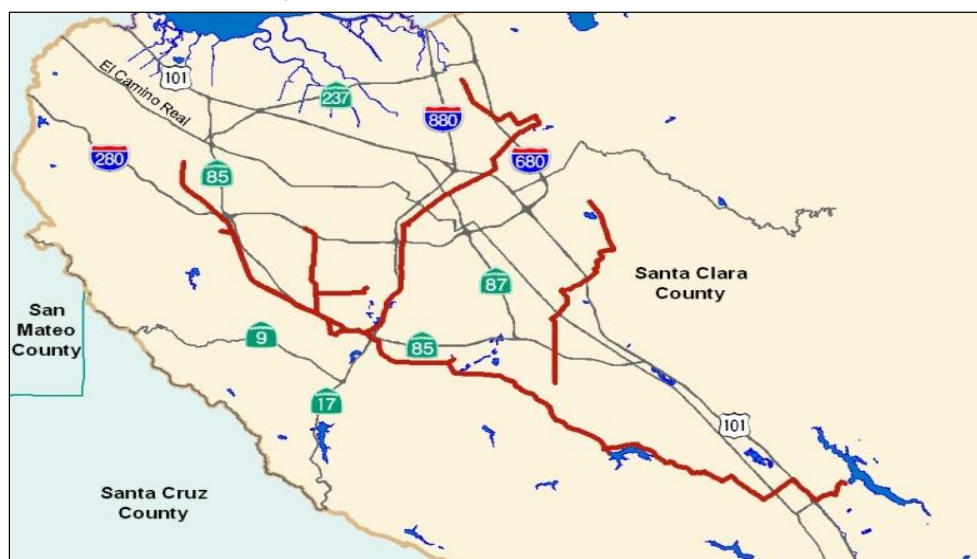 101
El Camino Real
237
880
280
85
680
Santa Clara
County
87
San
Mateo
County
9
85
17
101
Santa Cruz
County